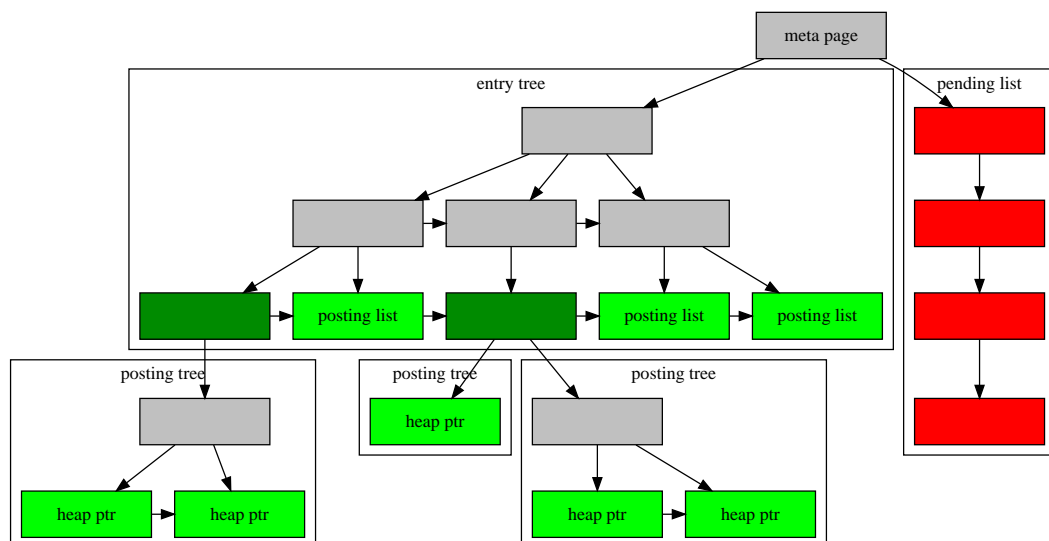 meta page
entry tree
pending list
posting list
posting list
posting list
posting tree
posting tree
posting tree
heap ptr
heap ptr
heap ptr
heap ptr
heap ptr